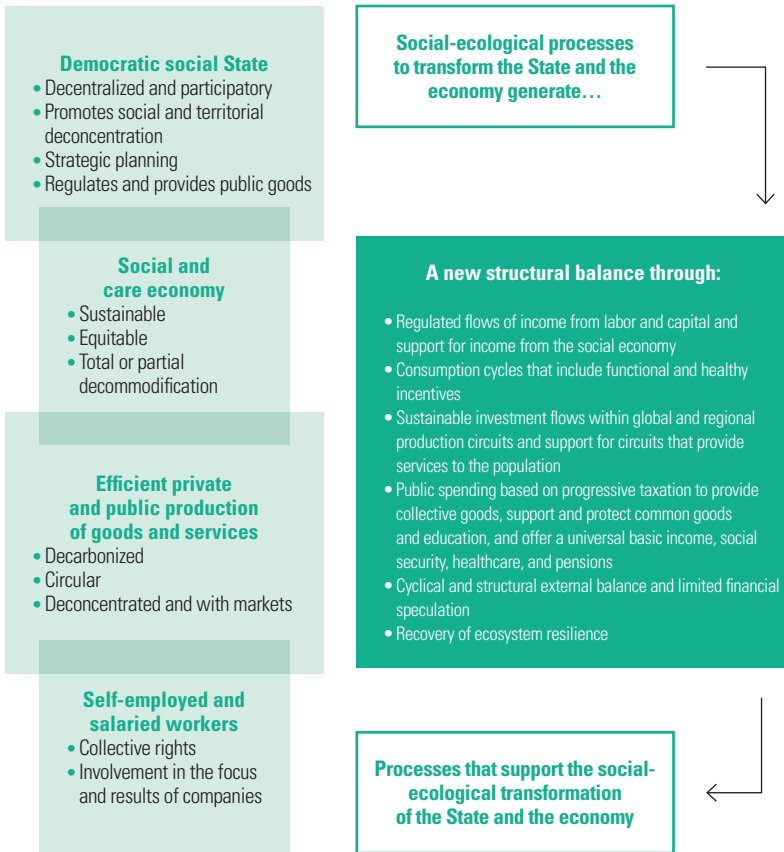 Democratic social State
• Decentralized and participatory
• Promotes social and territorial
deconcentration
• Strategic planning
• Regulates and provides public goods
Social and
care economy
• Sustainable
• Equitable
• Total or partial
decommodification
Efficient private
and public production
of goods and services
• Decarbonized
• Circular
• Deconcentrated and with markets
Self-employed and
salaried workers
• Collective rights
• Involvement in the focus
and results of companies
Social-ecological processes
to transform the State and the
economy generate…
A new structural balance through:
• Regulated flows of income from labor and capital and
support for income from the social economy
• Consumption cycles that include functional and healthy
incentives
• Sustainable investment flows within global and regional
production circuits and support for circuits that provide
services to the population
• Public spending based on progressive taxation to provide
collective goods, support and protect common goods
and education, and offer a universal basic income, social
security, healthcare, and pensions
• Cyclical and structural external balance and limited financial
speculation
• Recovery of ecosystem resilience
Processes that support the social-
ecological transformation
of the State and the economy